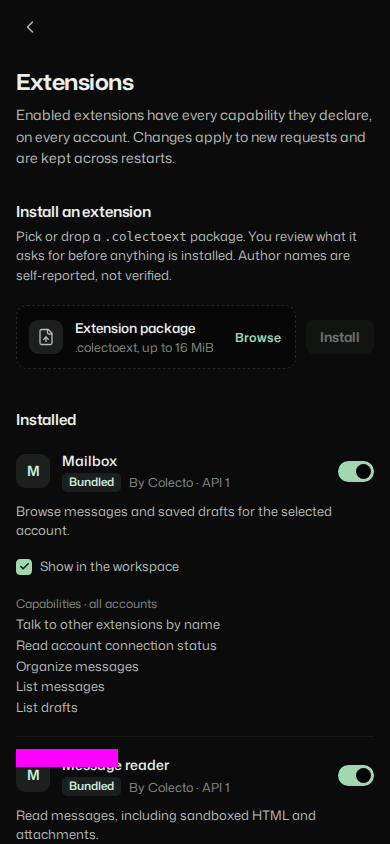 Extensions
Enabled extensions have every capability they declare,
on every account. Changes apply to new requests and
are kept across restarts.
Install an extension
Pick or drop a .colectoext package. You review what it
asks for before anything is installed. Author names are
self-reported, not verified.
Extension package
.colectoext, up to 16 MiB
Browse
Install
Installed
M
Mailbox
Bundled By Colecto · API 1
Browse messages and saved drafts for the selected
account.
Show in the workspace
Capabilities · all accounts
Talk to other extensions by name
Read account connection status
Organize messages
List messages
List drafts
M
reader
Bundled By Colecto · API 1
Read messages, including sandboxed HTML and
attachments.